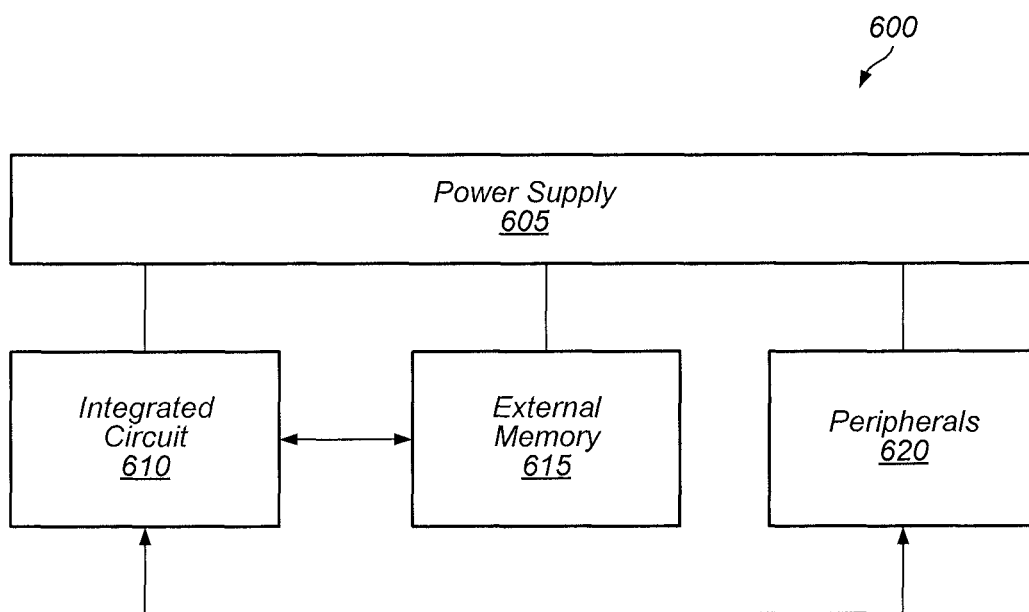 600
Power Supply
605
Integrated
Circuit
610
External
Memory
615
Peripherals
620